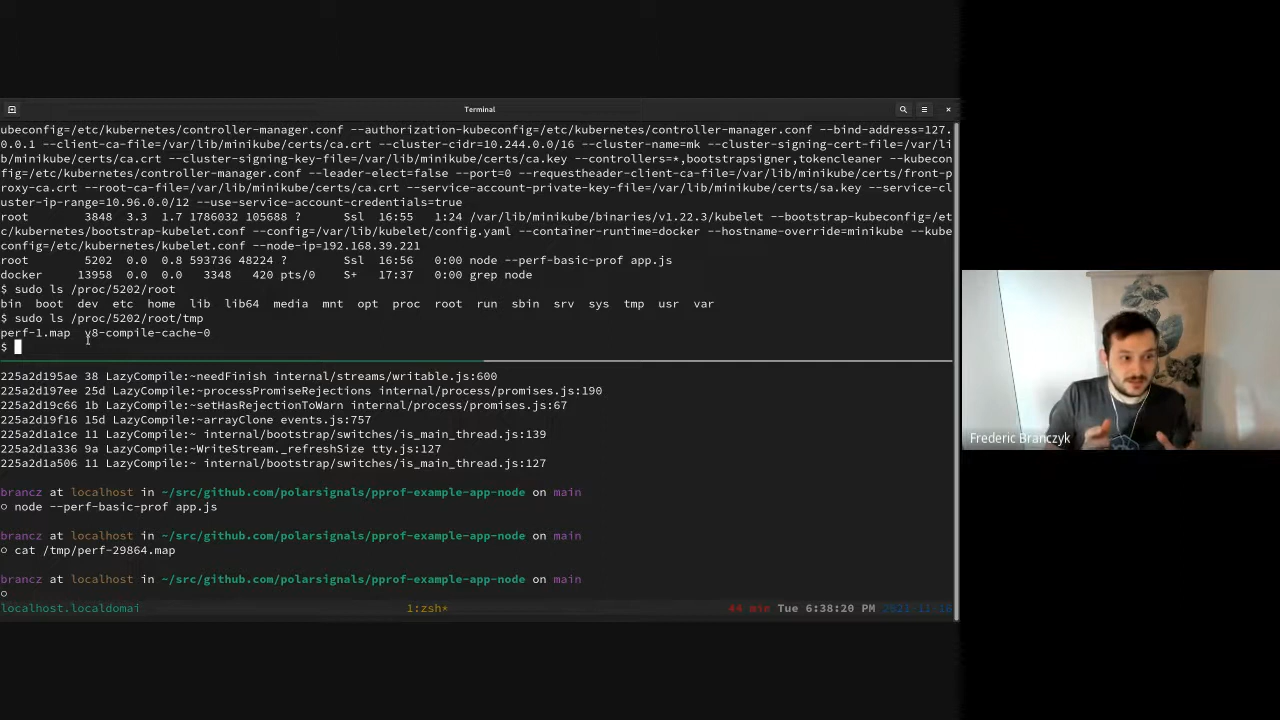 Terminal
ubeconfig=/etc/kubernetes/controller-manager.conf --authorization-kubeconfig=/etc/kubernetes/controller-manager.conf --bind-address=127.
0.0.1 --client-ca-file=/var/lib/minikube/certs/ca.crt --cluster-cidr=10.244.0.0/16 --cluster-name=mk --cluster-signing-cert-file=/var/li
b/minikube/certs/ca.crt --cluster-signing-key-file=/var/lib/minikube/certs/ca.key --controllers=*,bootstrapsigner,tokencleaner --kubecon
fig=/etc/kubernetes/controller-manager.conf --leader-elect=false --port=0 --requestheader-client-ca-file=/var/lib/minikube/certs/front-p
roxy-ca.crt --root-ca-file=/var/lib/minikube/certs/ca.crt --service-account-private-key-file=/var/lib/minikube/certs/sa.key --service-cl
uster-ip-range=10.96.0.0/12 --use-service-account-credentials=true
root 3848 3.3 1.7 1786032 105688 ? Ssl 16:55 1:24 /var/lib/minikube/binaries/v1.22.3/kubelet --bootstrap-kubeconfig=/et
c/kubernetes/bootstrap-kubelet.conf --config=/var/lib/kubelet/config.yaml --container-runtime=docker --hostname-override=minikube --kube
config=/etc/kubernetes/kubelet.conf --node-ip=192.168.39.221
root 5202 0.0 0.8 593736 48224 ? Ssl 16:56 0:00 node --perf-basic-prof app.js
docker 13958 0.0 0.0 3348 420 pts/0 S+ 17:37 0:00 grep node
$ sudo ls /proc/5202/root
bin boot dev etc home lib lib64 media mnt opt proc root run sbin srv sys tmp usr var
$ sudo ls /proc/5202/root/tmp
perf-1.map v8-compile-cache-0
$
225a2d195ae 38 LazyCompile:~needFinish internal/streams/writable.js:600
225a2d197ee 25d LazyCompile:~processPromiseRejections internal/process/promises.js:190
225a2d19c66 1b LazyCompile:~setHasRejectionToWarn internal/process/promises.js:67
225a2d19f16 15d LazyCompile:~arrayClone events.js:757
225a2d1a1ce 11 LazyCompile:~ internal/bootstrap/switches/is_main_thread.js:139
225a2d1a336 9a LazyCompile:~WriteStream._refreshSize tty.js:127
225a2d1a506 11 LazyCompile:~ internal/bootstrap/switches/is_main_thread.js:127
brancz at localhost in ~/src/github.com/polarsignals/pprof-example-app-node on main
○ node --perf-basic-prof app.js
brancz at localhost in ~/src/github.com/polarsignals/pprof-example-app-node on main
○ cat /tmp/perf-29864.map
brancz at localhost in ~/src/github.com/polarsignals/pprof-example-app-node on main
○
localhost.localdomai 1:zsh* 44 min Tue 6:38:20 PM 2021-11-16
Frederic Branczyk